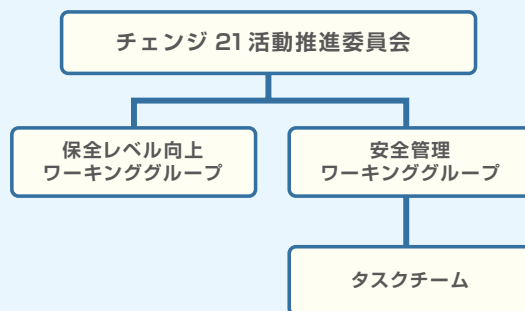 チェンジ 21 活動推進委員会
保全レベル向上
ワーキンググループ
安全管理
ワーキンググループ
タスクチーム